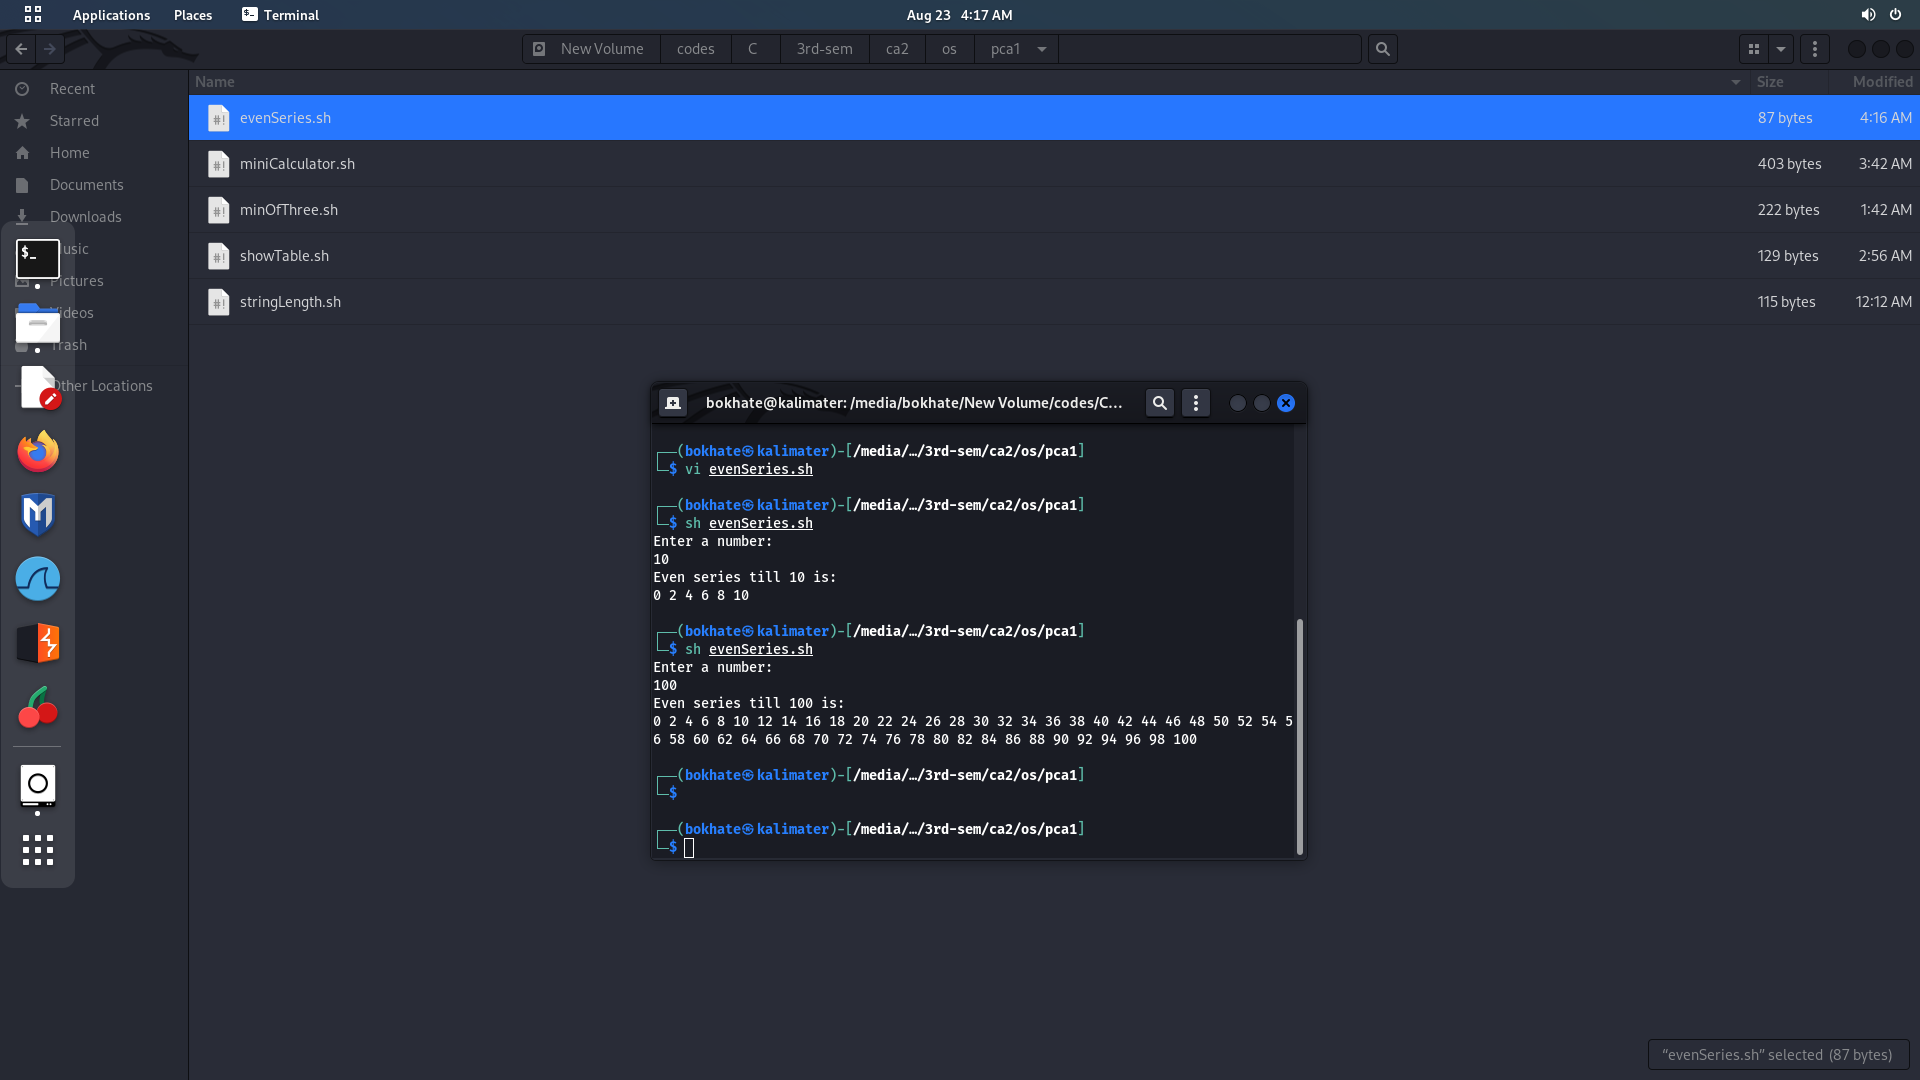 Applications Places Terminal Aug 23 4:17 AM
New Volume codes C 3rd-sem ca2 os pca1
Name Size Modified
Recent
Starred
Home
Documents
Downloads
usic
Pictures
ideos
Trash
Other Locations
evenSeries.sh 87 bytes 4:16 AM
miniCalculator.sh 403 bytes 3:42 AM
minOfThree.sh 222 bytes 1:42 AM
showTable.sh 129 bytes 2:56 AM
stringLength.sh 115 bytes 12:12 AM
bokhate@kalimater: /media/bokhate/New Volume/codes/C...
┌──(bokhate㉿kalimater)-[/media/…/3rd-sem/ca2/os/pca1]
└─$ vi evenSeries.sh
┌──(bokhate㉿kalimater)-[/media/…/3rd-sem/ca2/os/pca1]
└─$ sh evenSeries.sh
Enter a number:
10
Even series till 10 is:
0 2 4 6 8 10
┌──(bokhate㉿kalimater)-[/media/…/3rd-sem/ca2/os/pca1]
└─$ sh evenSeries.sh
Enter a number:
100
Even series till 100 is:
0 2 4 6 8 10 12 14 16 18 20 22 24 26 28 30 32 34 36 38 40 42 44 46 48 50 52 54 5
6 58 60 62 64 66 68 70 72 74 76 78 80 82 84 86 88 90 92 94 96 98 100
┌──(bokhate㉿kalimater)-[/media/…/3rd-sem/ca2/os/pca1]
└─$
┌──(bokhate㉿kalimater)-[/media/…/3rd-sem/ca2/os/pca1]
└─$
"evenSeries.sh" selected (87 bytes)